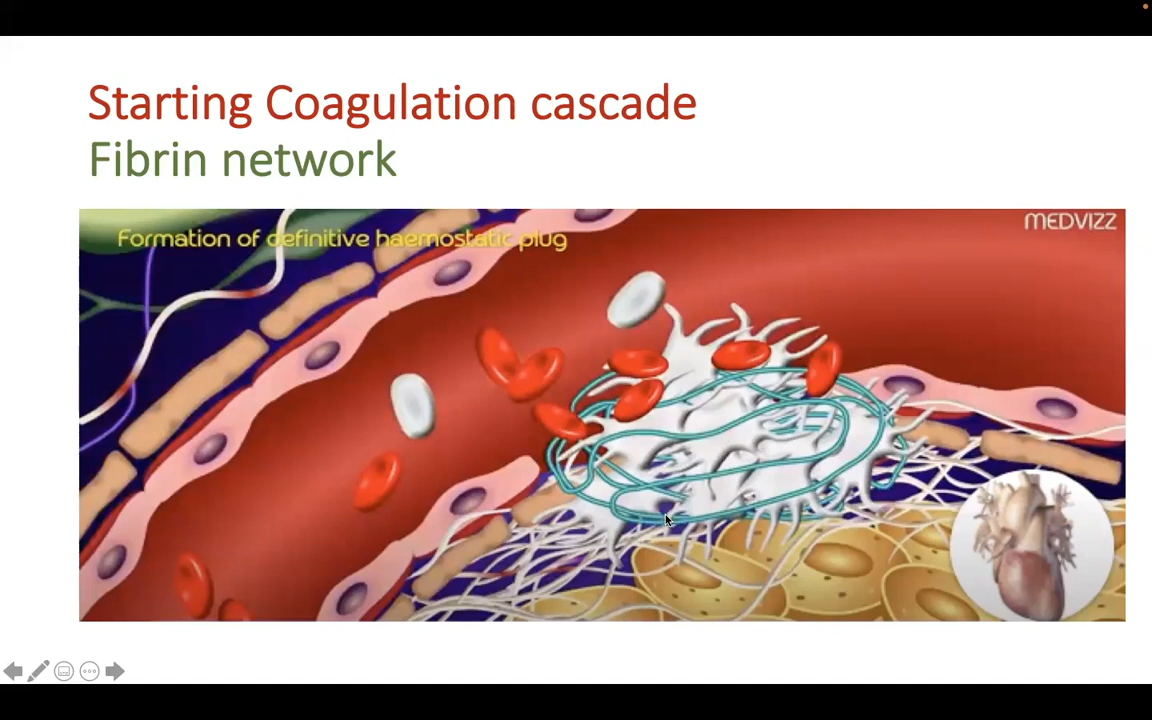 Starting Coagulation cascade
Fibrin network
Formation of definitive haemostatic plug
MEDVIZZ